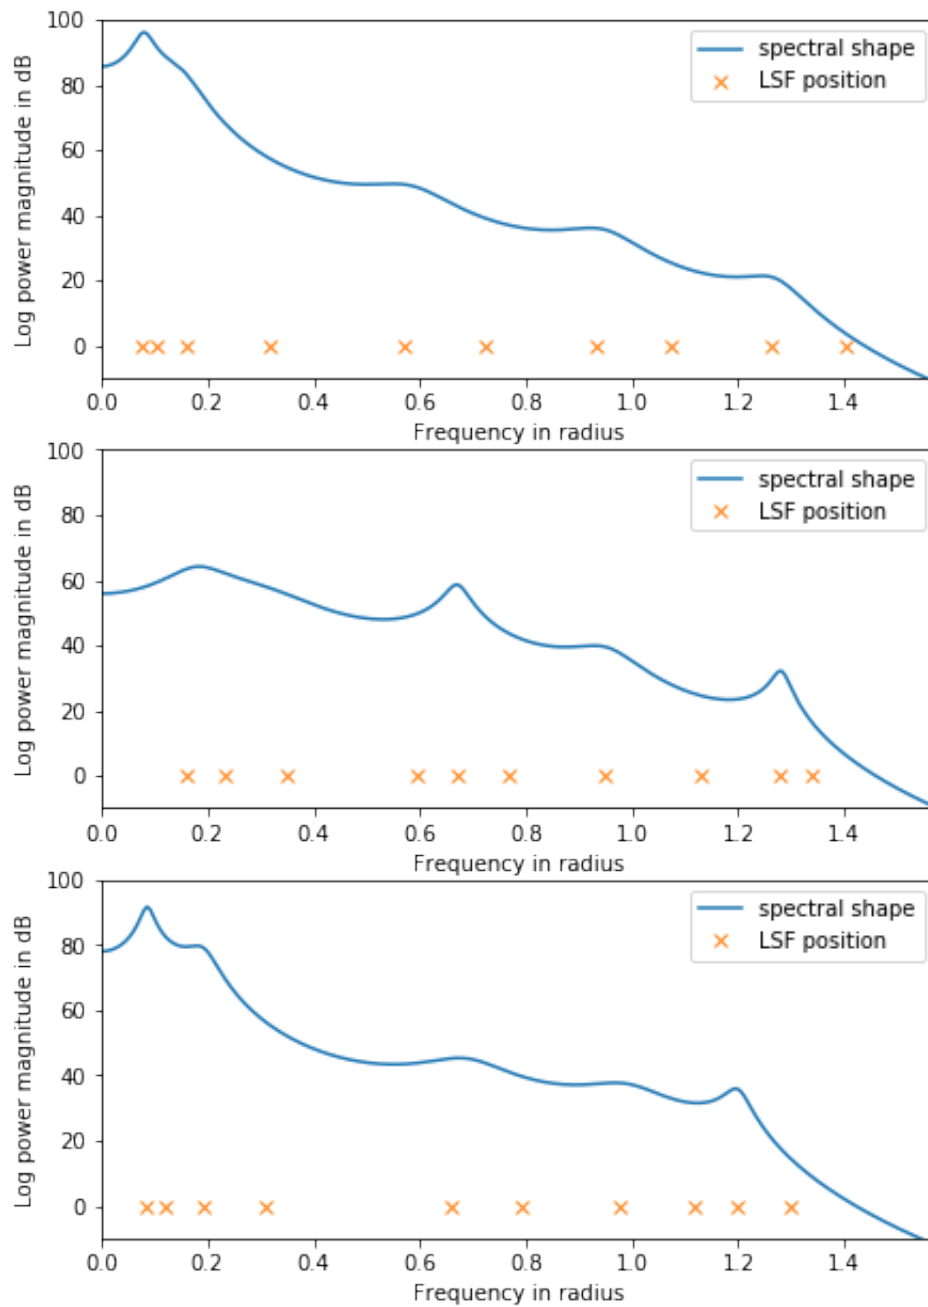 100
80
60
40
20
0
Log power magnitude in dB
spectral shape
LSF position
0.0 0.2 0.4 0.6 0.8 1.0 1.2 1.4
Frequency in radius
100
80
60
40
20
0
Log power magnitude in dB
spectral shape
LSF position
0.0 0.2 0.4 0.6 0.8 1.0 1.2 1.4
Frequency in radius
100
80
60
40
20
0
Log power magnitude in dB
spectral shape
LSF position
0.0 0.2 0.4 0.6 0.8 1.0 1.2 1.4
Frequency in radius